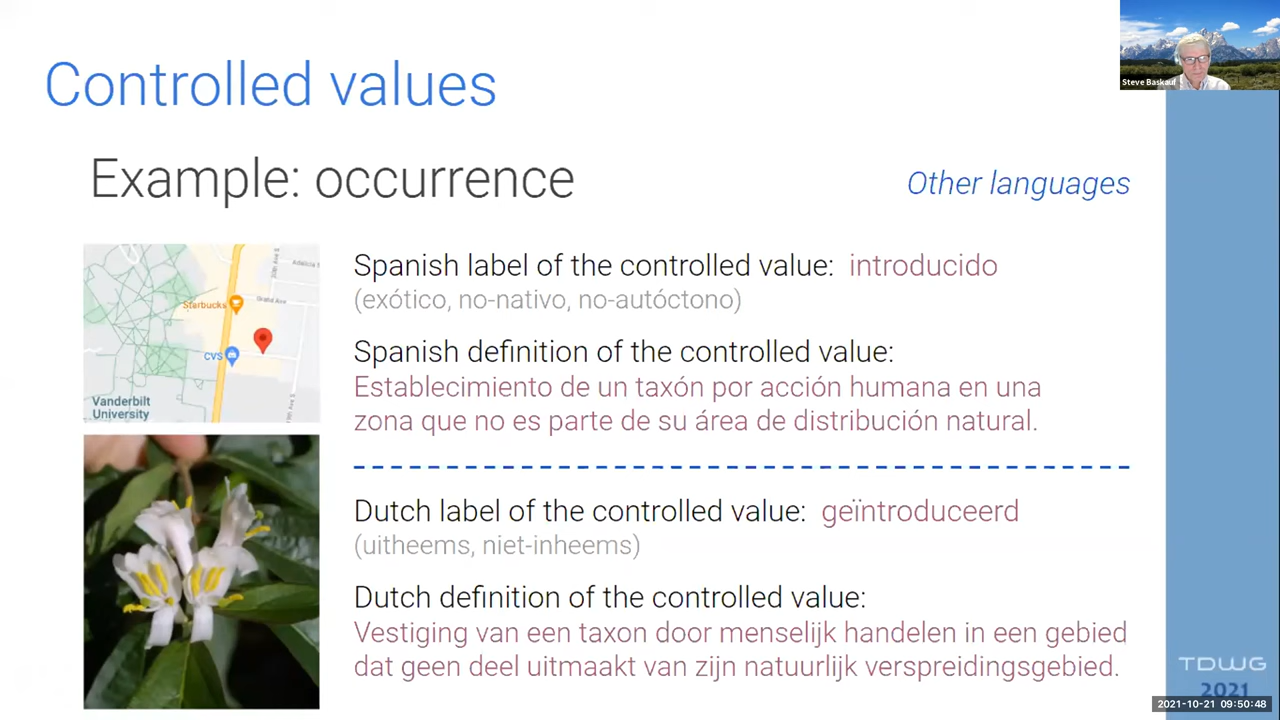 Controlled values
Steve Baskauf
Example: occurrence
Other languages
Starbucks
CVS
Vanderbilt
University
Grand Ave
Spanish label of the controlled value: introducido
(exótico, no-nativo, no-autóctono)
Spanish definition of the controlled value:
Establecimiento de un taxón por acción humana en una
zona que no es parte de su área de distribución natural.
Dutch label of the controlled value: geïntroduceerd
(uitheems, niet-inheems)
Dutch definition of the controlled value:
Vestiging van een taxon door menselijk handelen in een gebied
dat geen deel uitmaakt van zijn natuurlijk verspreidingsgebied.
TDWG
2021
2021-10-21 09:50:48